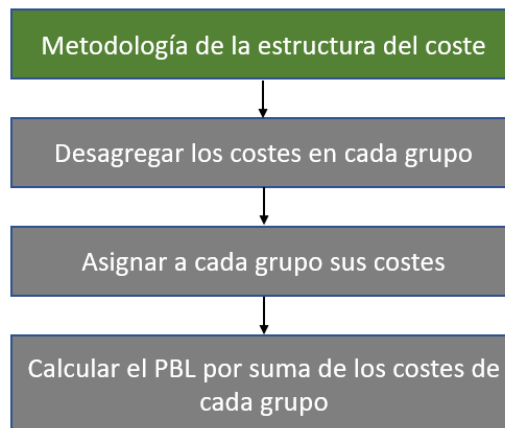 Metodología de la estructura del coste
Desagregar los costes en cada grupo
Asignar a cada grupo sus costes
Calcular el PBL por suma de los costes de
cada grupo